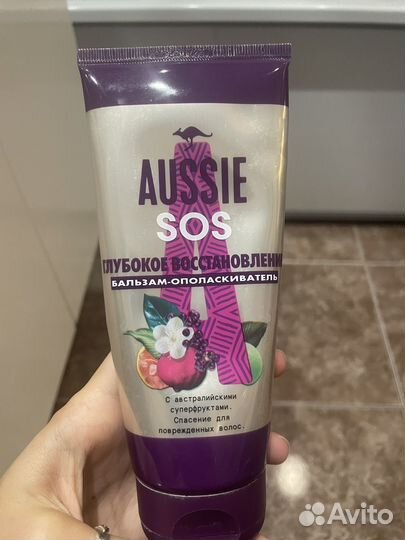 AUSSIE
SOS
ГЛУБОКОЕ ВОССТАНОВЛЕНИЕ
БАЛЬЗАМ-ОПОЛАСКИВАТЕЛЬ
С австралийскими
суперфруктами.
Спасение для
поврежденных волос.
Avito